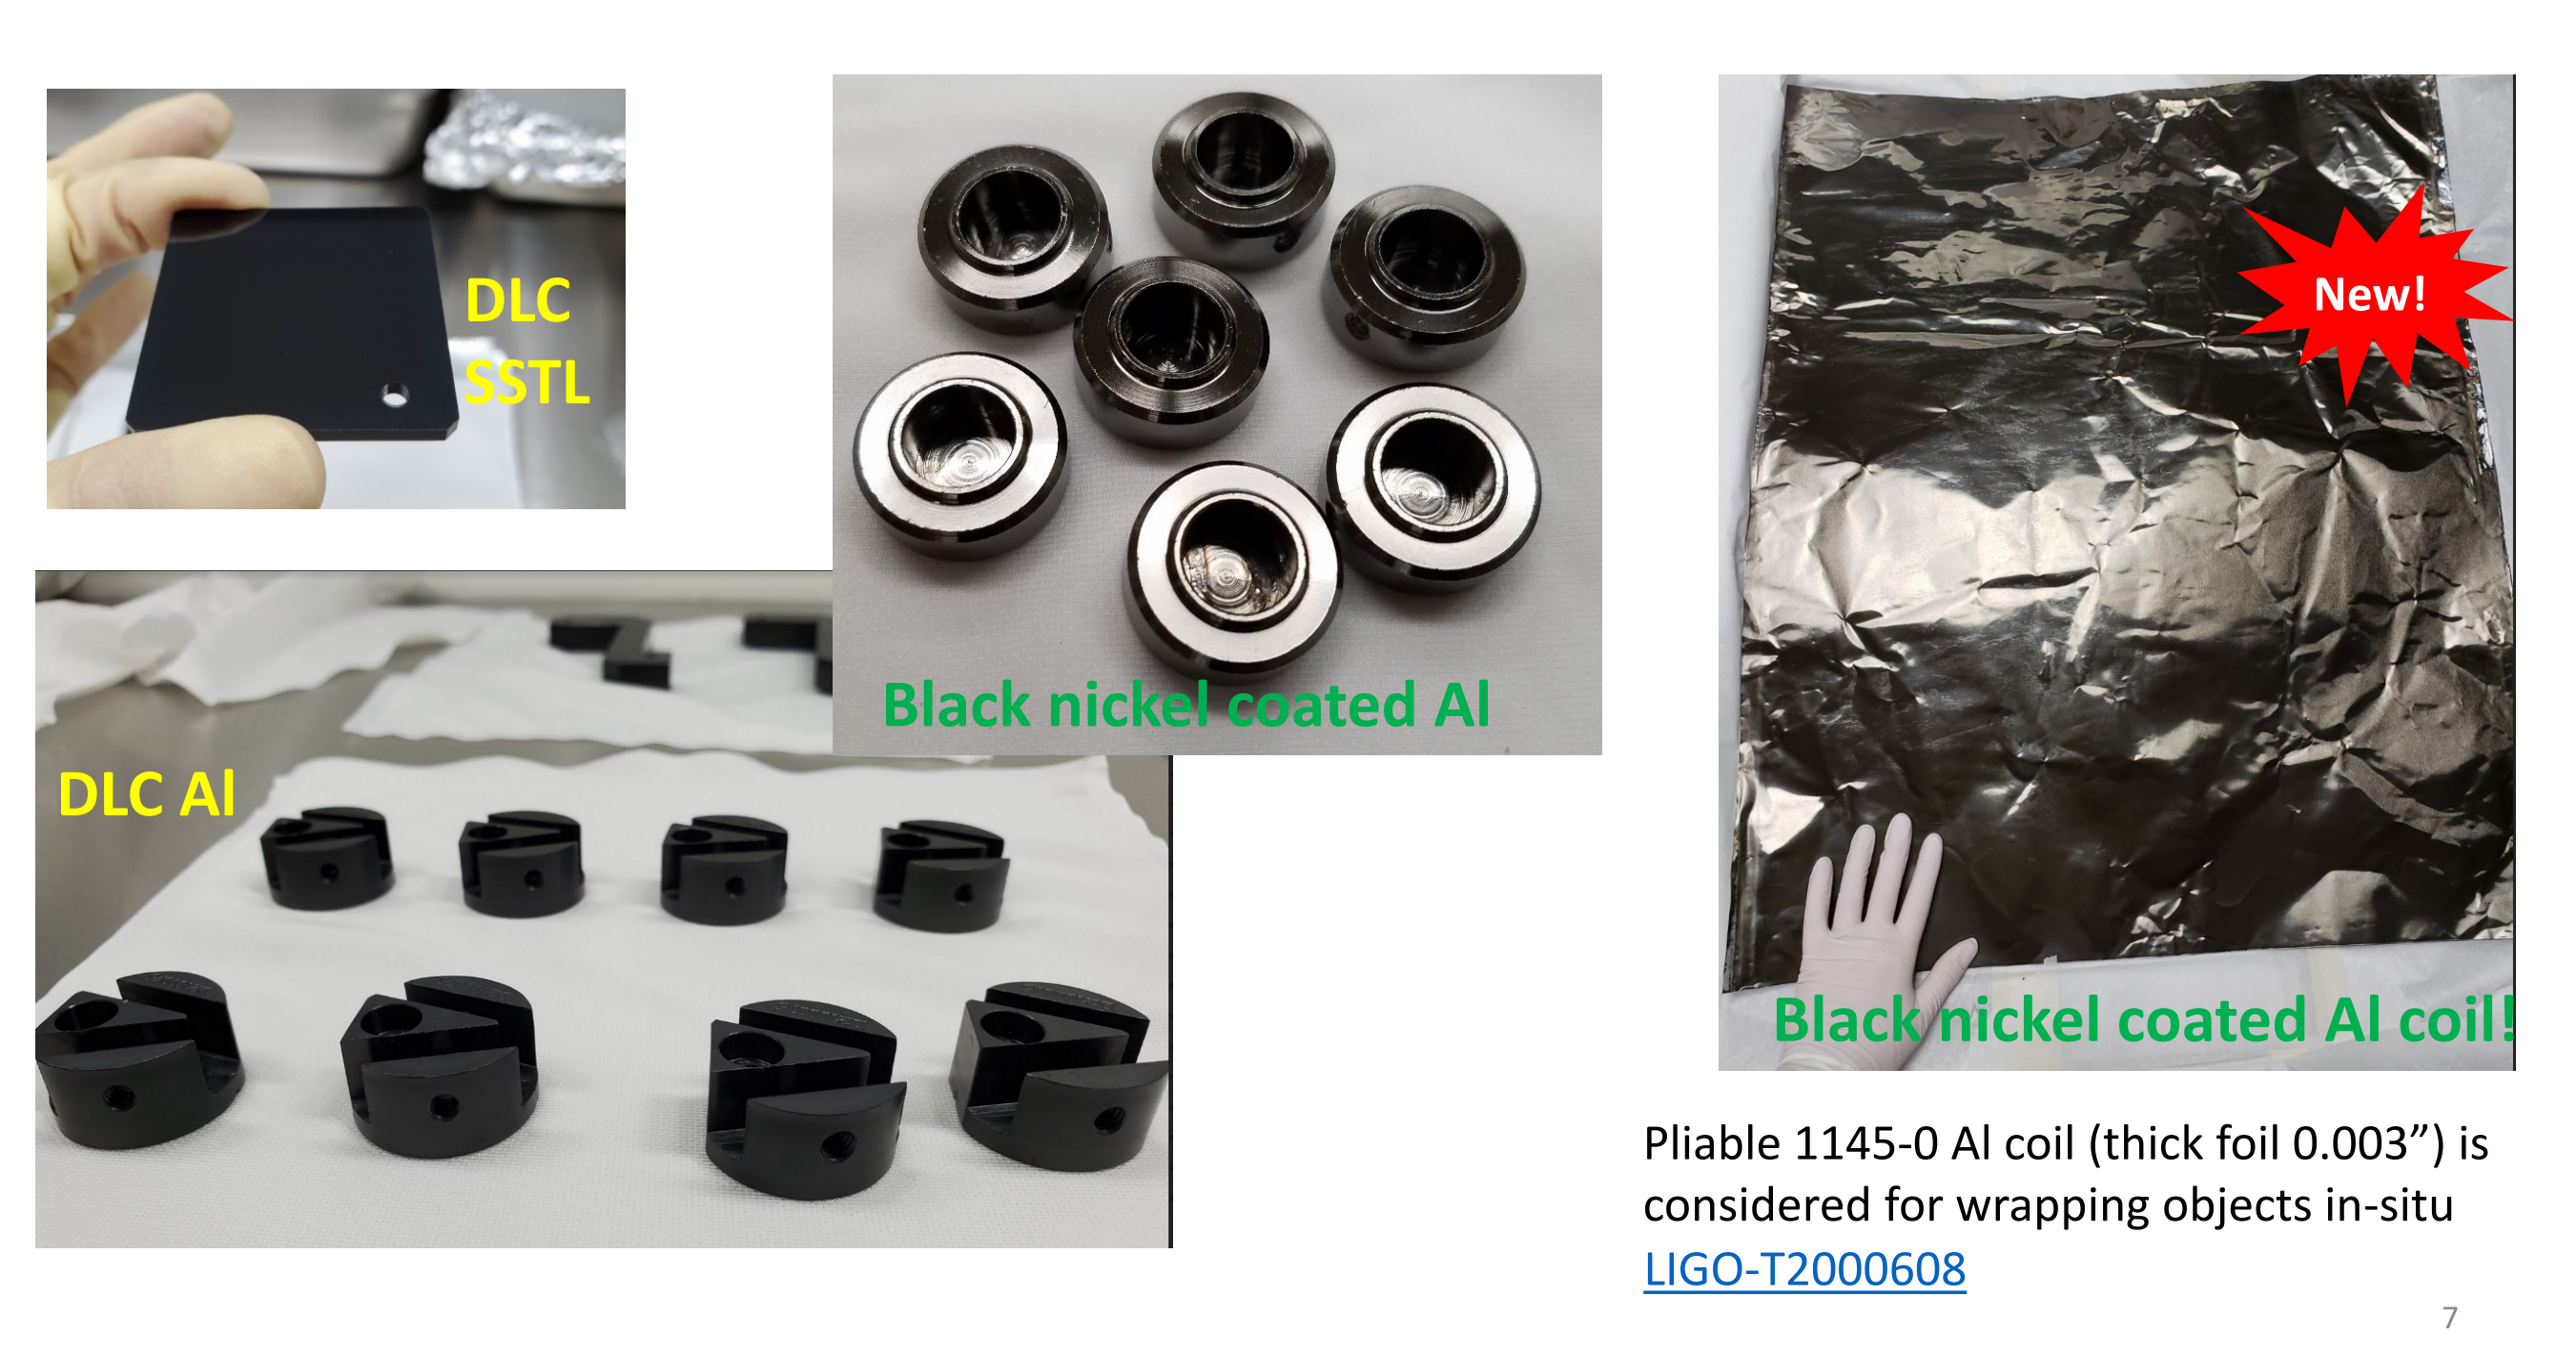 DLC
SSTL
Black nickel coated Al
New!
DLC Al
Black nickel coated Al coil!
Pliable 1145-0 Al coil (thick foil 0.003”) is
considered for wrapping objects in-situ
LIGO-T2000608
7